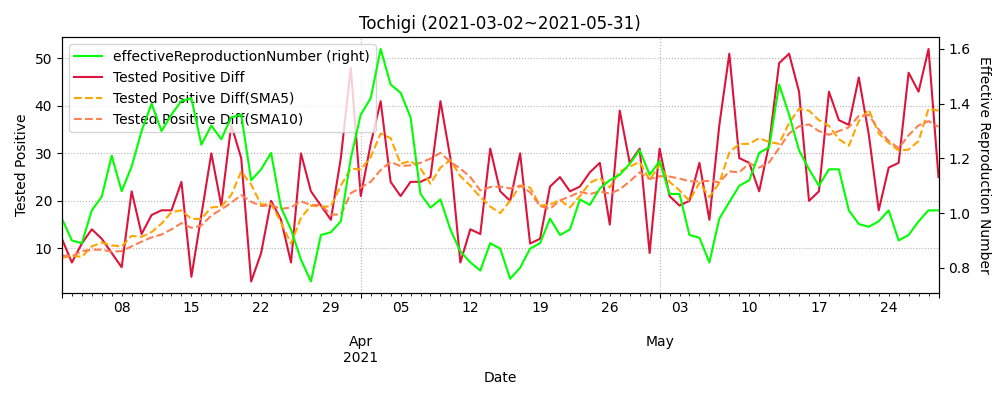 Tochigi (2021-03-02~2021-05-31)
effectiveReproductionNumber (right)
Tested Positive Diff
Tested Positive Diff(SMA5)
Tested Positive Diff(SMA10)
Tested Positive
50
40
30
20
10
1.6
1.4
1.2
1.0
0.8
Effective Reproduction Number
08 15 22 29 05 12 19 26 03 10 17 24
Apr May
2021
Date